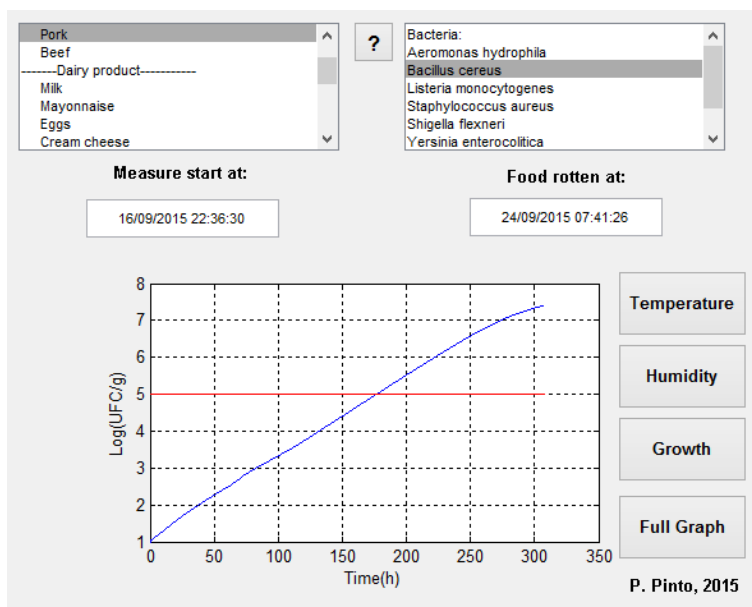 Pork
Beef
-------Dairy product-----------
Milk
Mayonnaise
Eggs
Cream cheese
?
Bacteria:
Aeromonas hydrophila
Bacillus cereus
Listeria monocytogenes
Staphylococcus aureus
Shigella flexneri
Yersinia enterocolitica
Measure start at:
Food rotten at:
16/09/2015 22:36:30
24/09/2015 07:41:26
8
7
6
5
4
3
2
1
Log(UFC/g)
0 50 100 150 200 250 300 350
Time(h)
Temperature
Humidity
Growth
Full Graph
P. Pinto, 2015